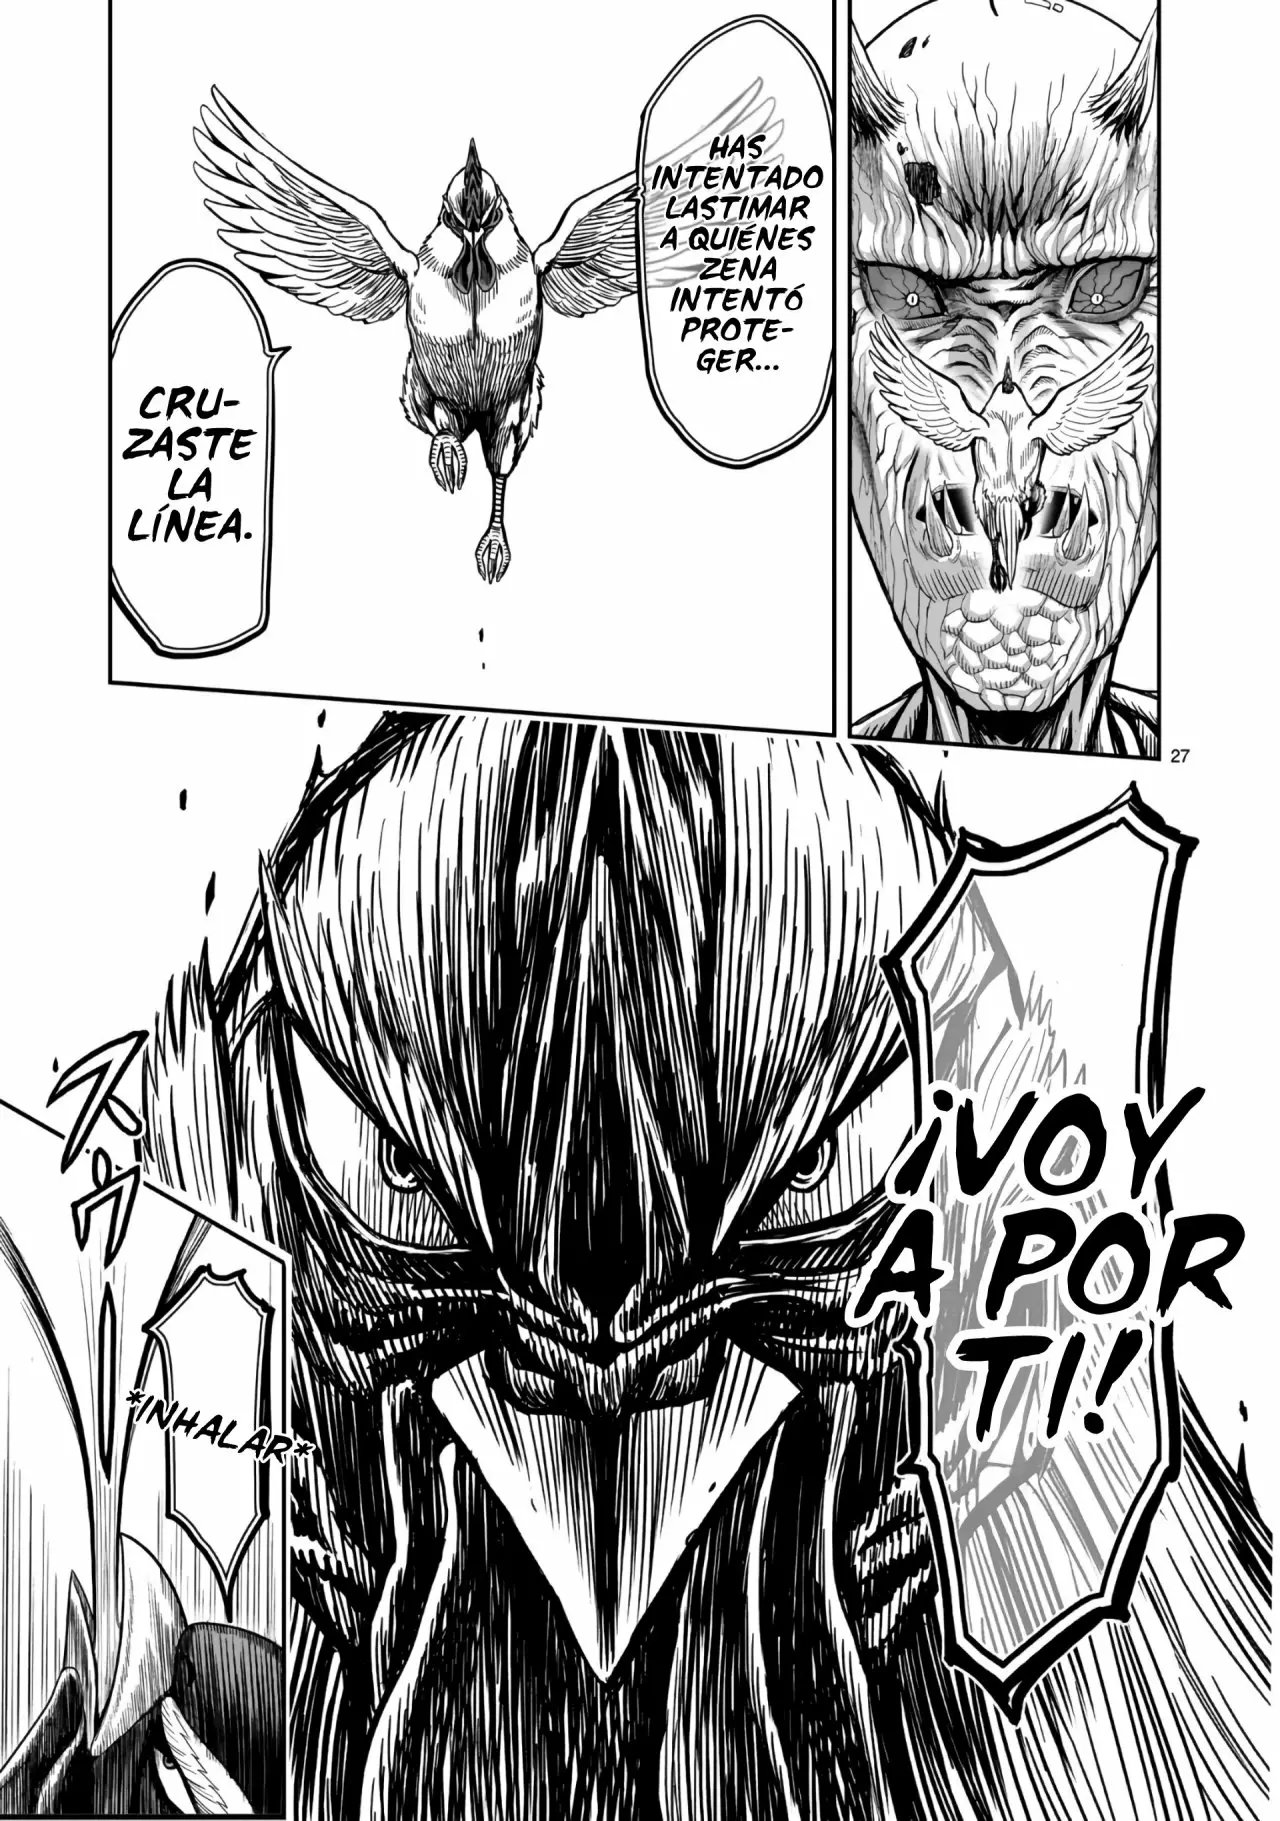 HAS
INTENTADO
LASTIMAR
A QUIÉNES
ZENA
INTENTÓ
PROTE-
GER...
CRU-
ZASTE
LA
LÍNEA.
27
¡VOY
A POR
TI!
スゥ
*INHALAR*